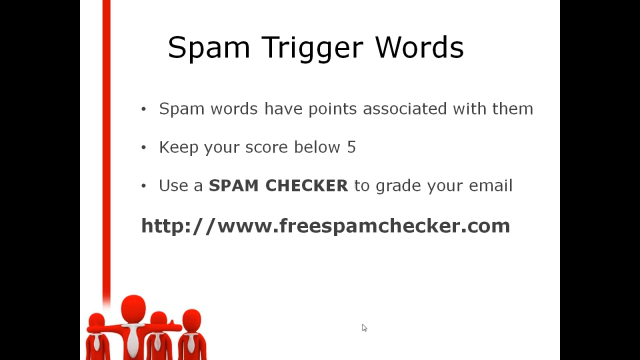 Spam Trigger Words
• Spam words have points associated with them
• Keep your score below 5
• Use a SPAM CHECKER to grade your email
http://www.freespamchecker.com